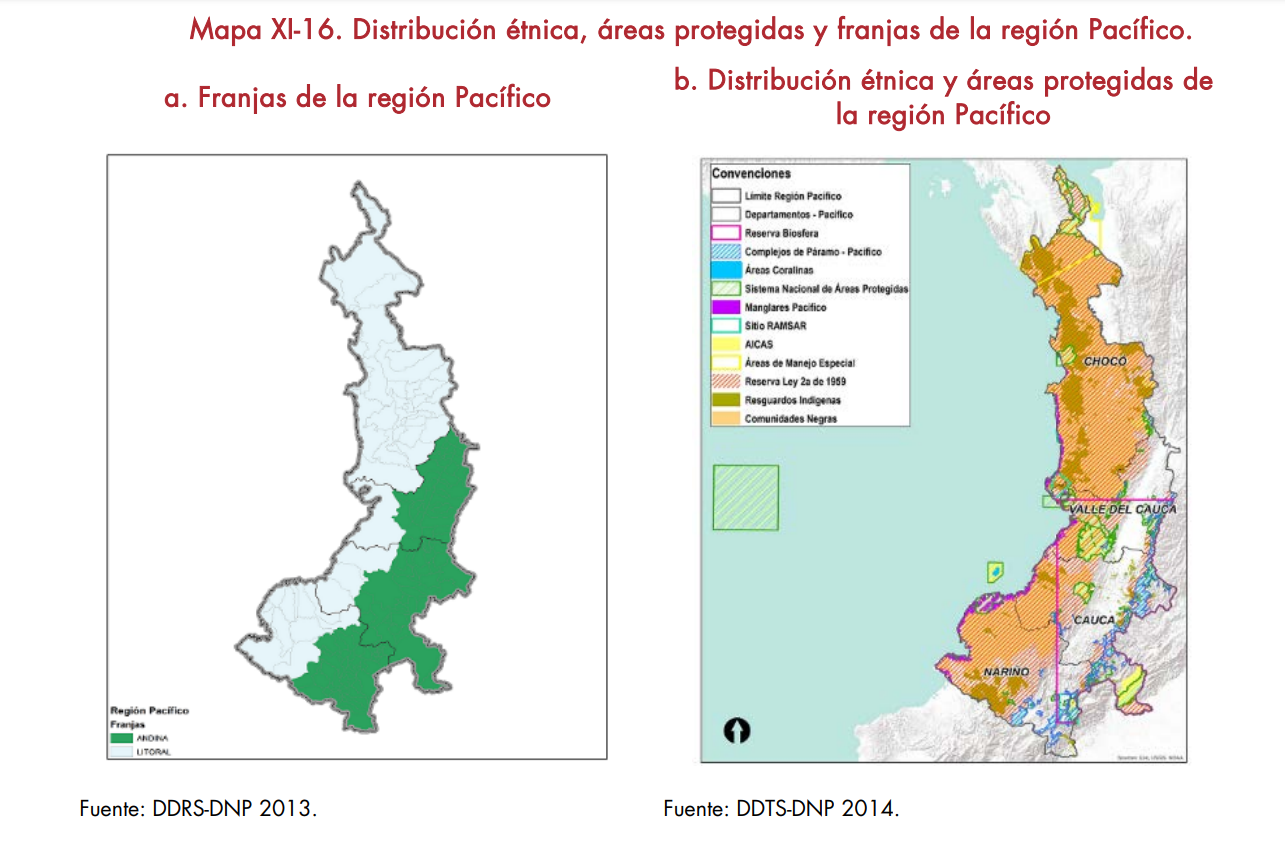 Mapa XI-16. Distribución étnica, áreas protegidas y franjas de la región Pacífico.
a. Franjas de la región Pacífico
b. Distribución étnica y áreas protegidas de
la región Pacífico
Región Pacífico
Franjas
ANDINA
LITORAL
Convenciones
Límite Región Pacífico
Departamentos - Pacífico
Reserva Biosfera
Complejos de Páramo - Pacífico
Áreas Coralinas
Sistema Nacional de Áreas Protegidas
Manglares Pacífico
Sitio RAMSAR
AICAS
Áreas de Manejo Especial
Reserva Ley 2a de 1959
Resguardos Indígenas
Comunidades Negras
CHOCÓ
VALLE DEL CAUCA
CAUCA
NARIÑO
Fuente: DDRS-DNP 2013.
Fuente: DDTS-DNP 2014.